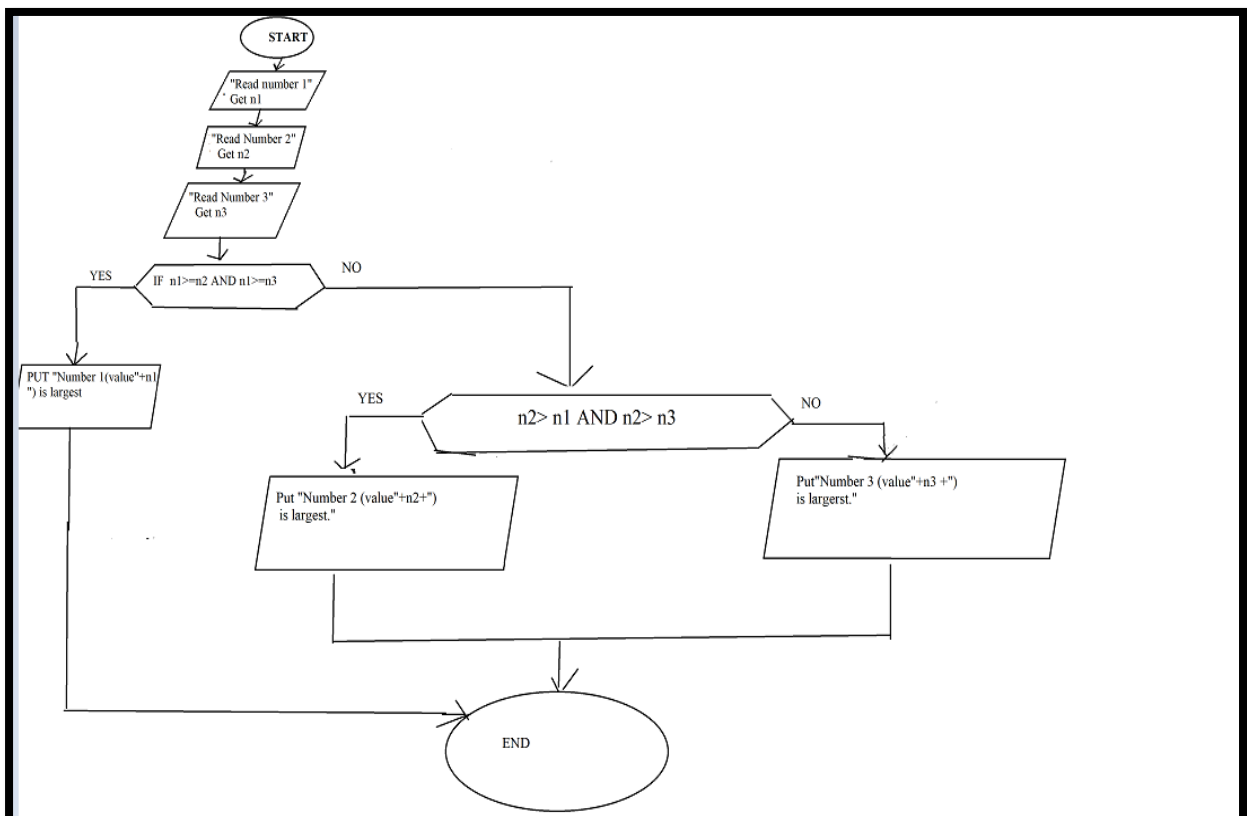 START
"Read number 1"
Get n1
"Read Number 2"
Get n2
"Read Number 3"
Get n3
IF n1>=n2 AND n1>=n3
YES
NO
PUT "Number 1(value"+n1
") is largest
n2> n1 AND n2> n3
YES
NO
Put "Number 2 (value"+n2+")
is largest."
Put"Number 3 (value"+n3 +")
is largerst."
END